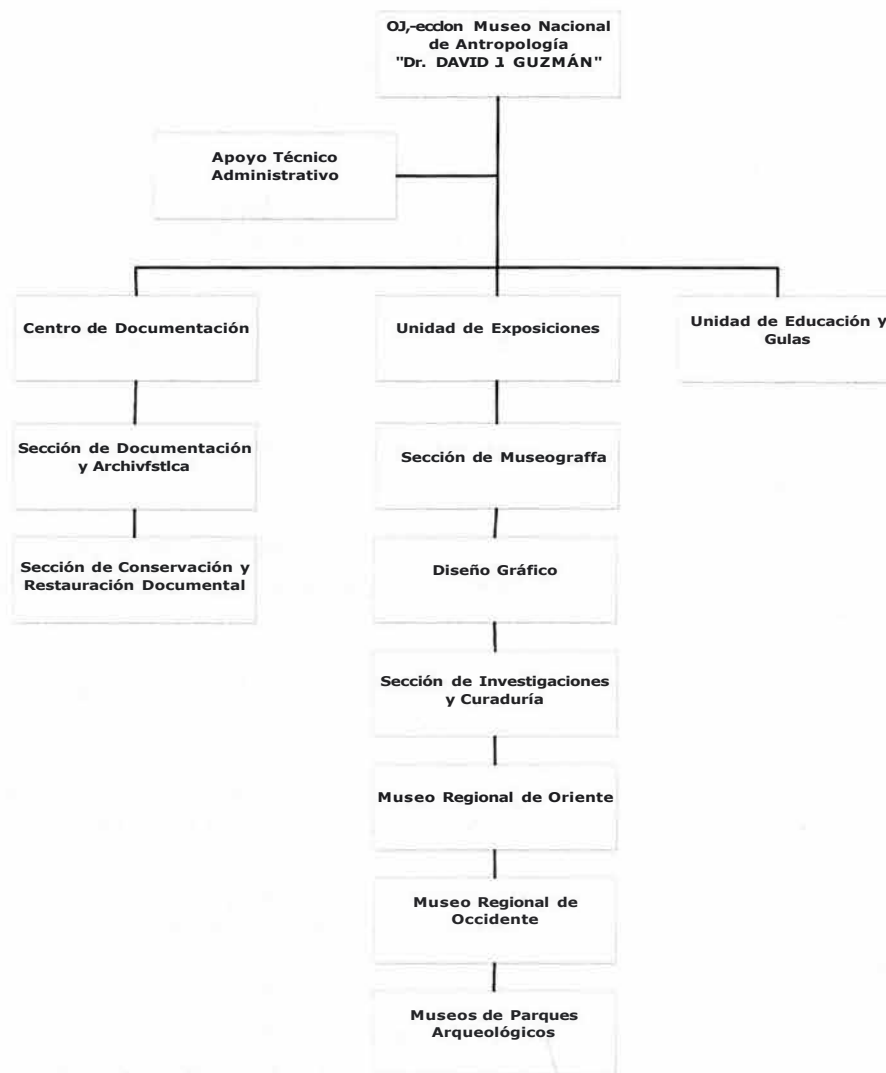 OJ,-ecclon Museo Nacional
de Antropología
"Dr. DAVID 1 GUZMÁN"
Apoyo Técnico
Administrativo
Centro de Documentación
Unidad de Exposiciones
Unidad de Educación y
Gulas
Sección de Documentación
y Archivfstlca
Sección de Museograffa
Sección de Conservación y
Restauración Documental
Diseño Gráfico
Sección de Investigaciones
y Curaduría
Museo Regional de Oriente
Museo Regional de
Occidente
Museos de Parques
Arqueológicos